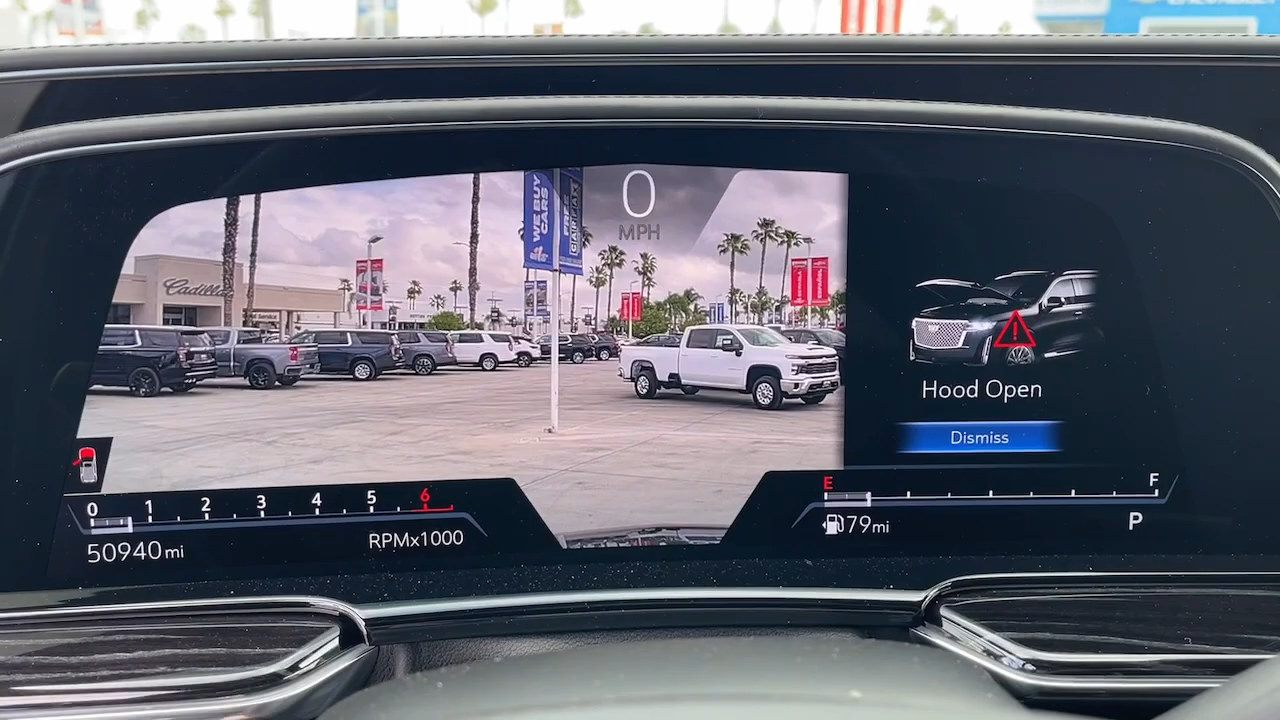 0
MPH
WE BUY
CARS
FREE
CARFAX
Cadillac
Hood Open
Dismiss
0 1 2 3 4 5 6
50940mi
RPMx1000
E F
79mi
P